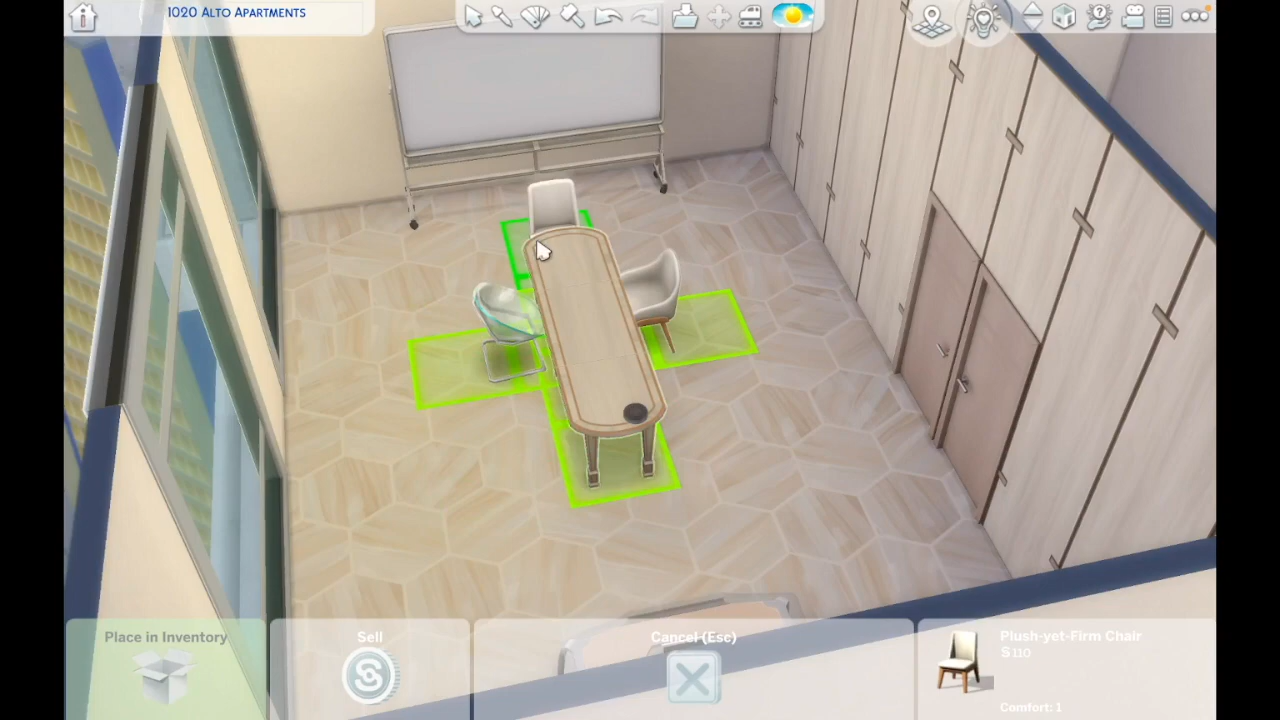 1020 Alto Apartments
Place in Inventory
Sell
Cancel (Esc)
Plush-yet-Firm Chair
§110
Comfort: 1